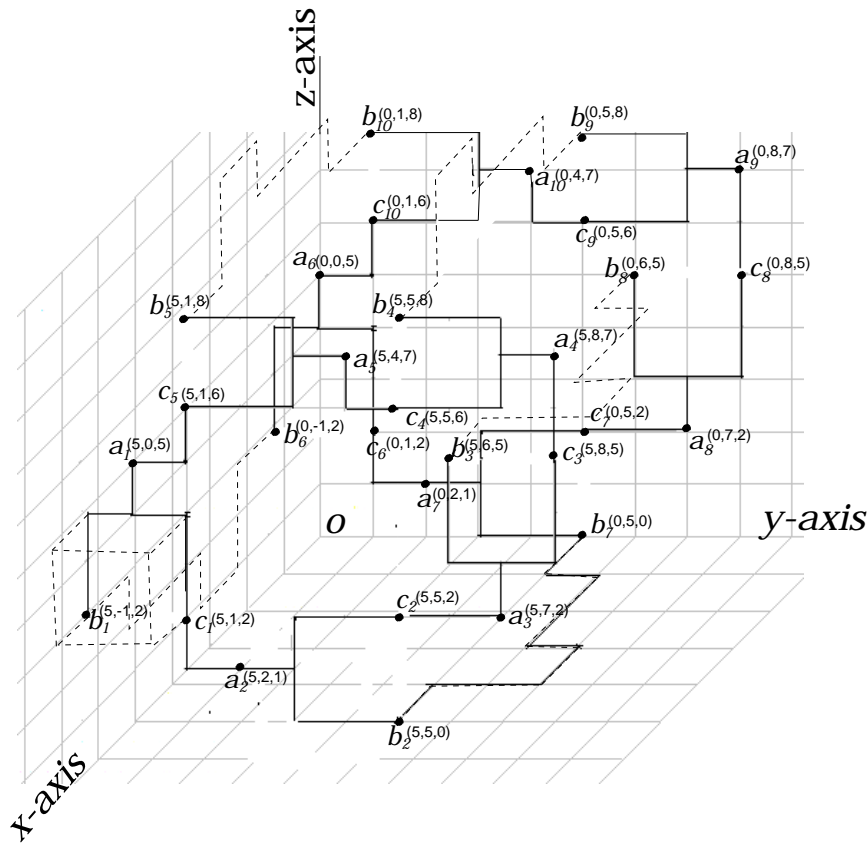 z-axis
b10(0,1,8)
b9(0,5,8)
a9(0,8,7)
a10(0,4,7)
c10(0,1,6)
c9(0,5,6)
a6(0,0,5)
b8(0,6,5)
c8(0,8,5)
b5(5,1,8)
b4(5,5,8)
a5(5,4,7)
a4(5,8,7)
c5(5,1,6)
c4(5,5,6)
c7(0,5,2)
b6(0,-1,2)
c6(0,1,2)
b3(5,6,5)
c3(5,8,5)
a8(0,7,2)
a1(5,0,5)
a7(0,2,1)
o
b7(0,5,0)
y-axis
b1(5,-1,2)
c1(5,1,2)
c2(5,5,2)
a3(5,7,2)
a2(5,2,1)
b2(5,5,0)
x-axis